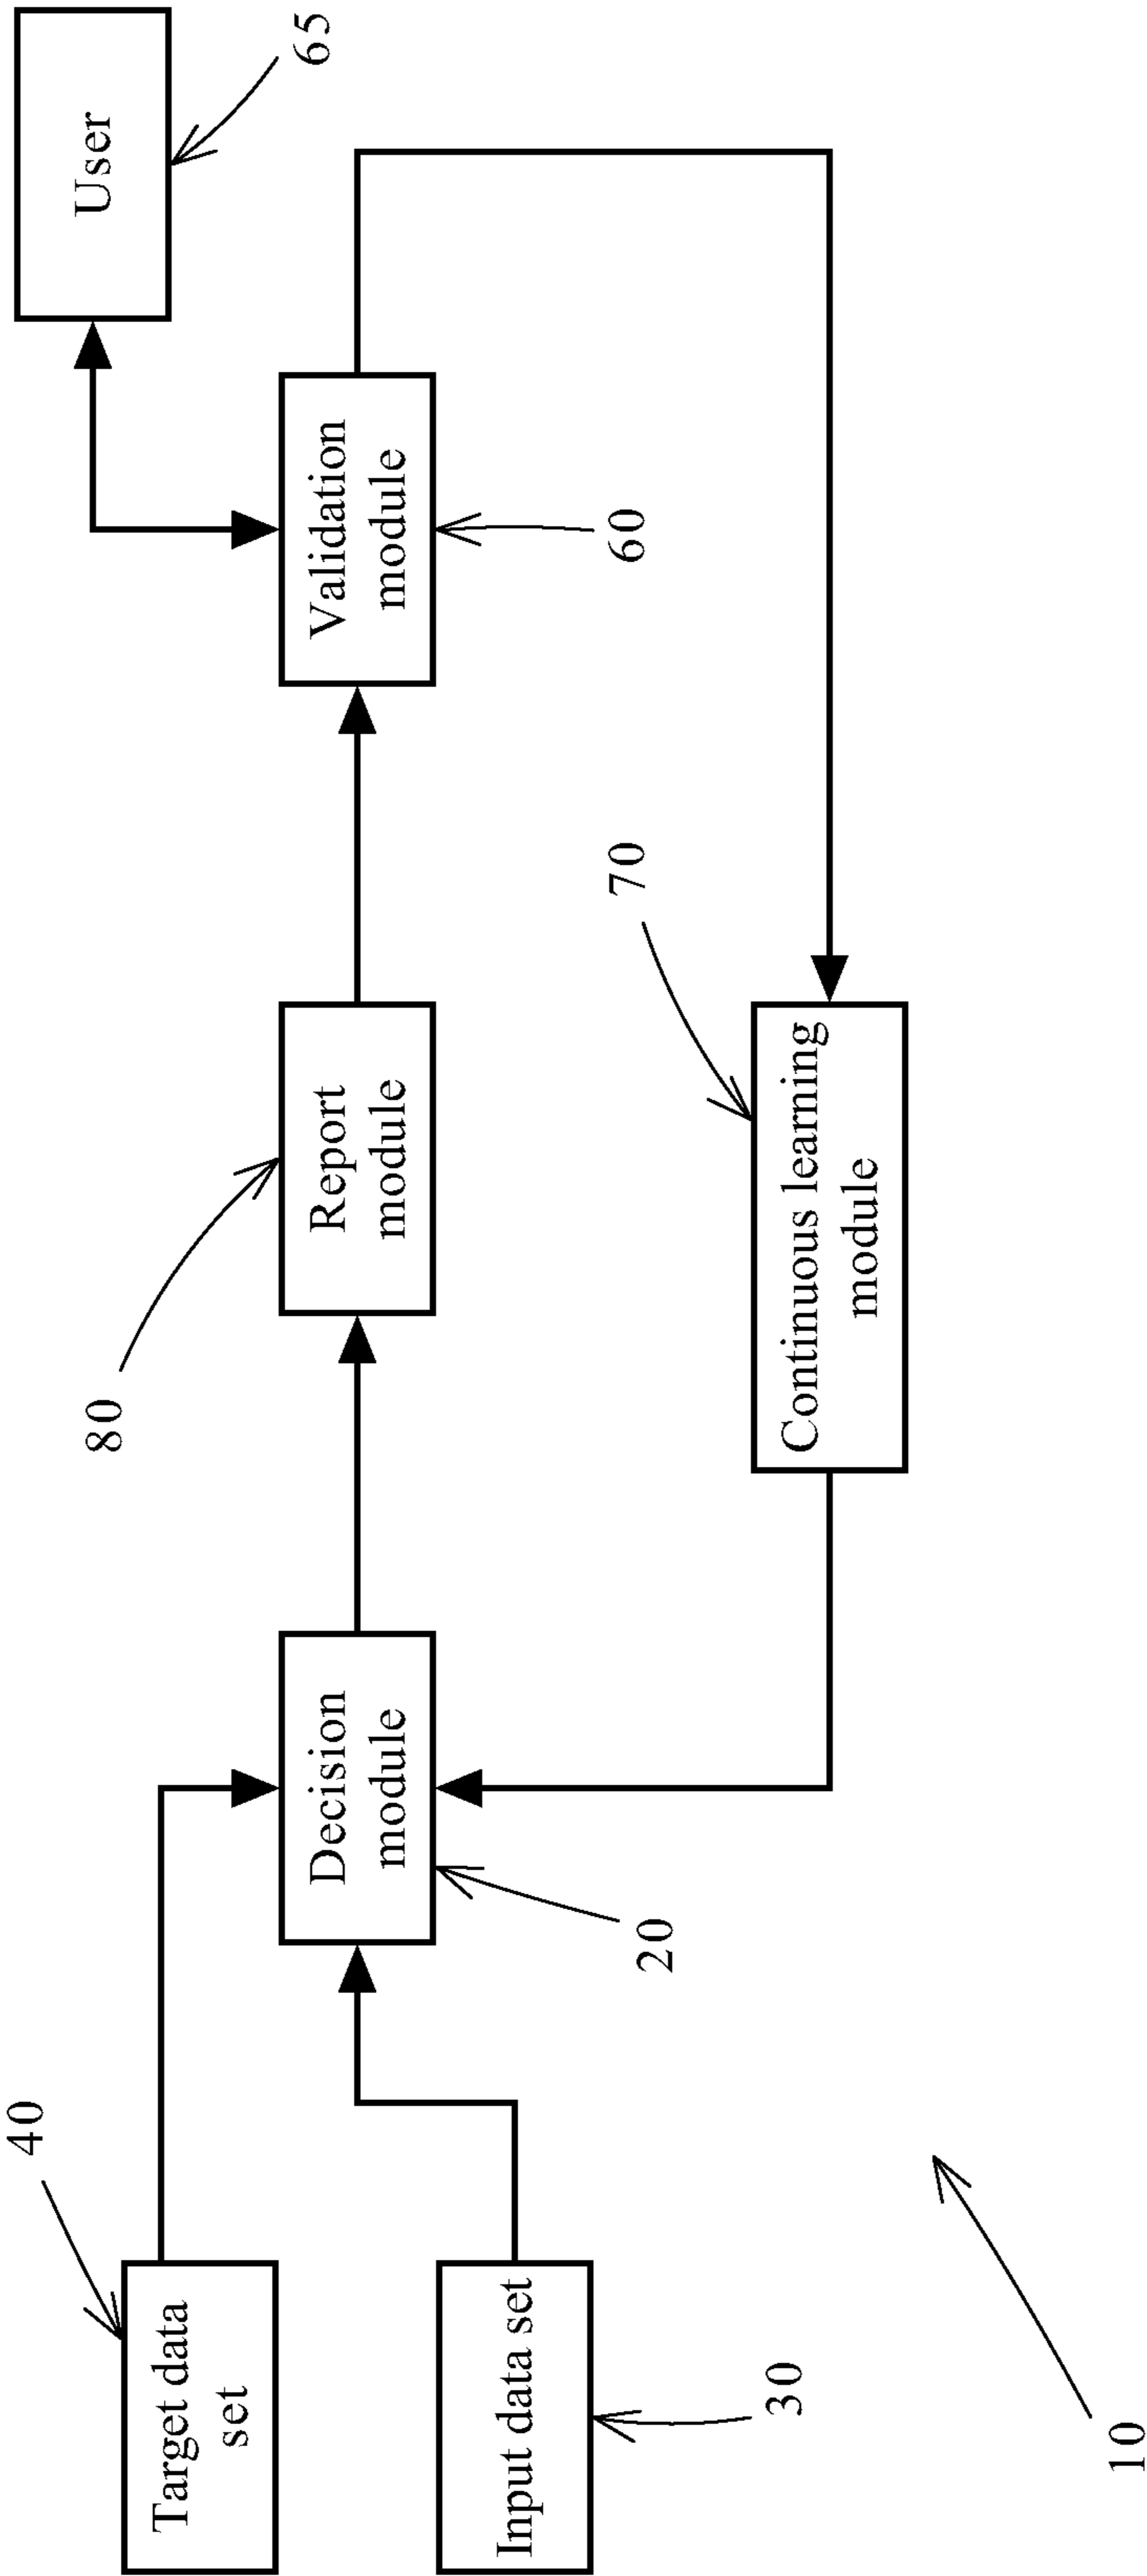 40
Target data
set
Input data set
30
10
Decision
module
20
80
Report
module
Continuous learning
module
70
Validation
module
60
User
65